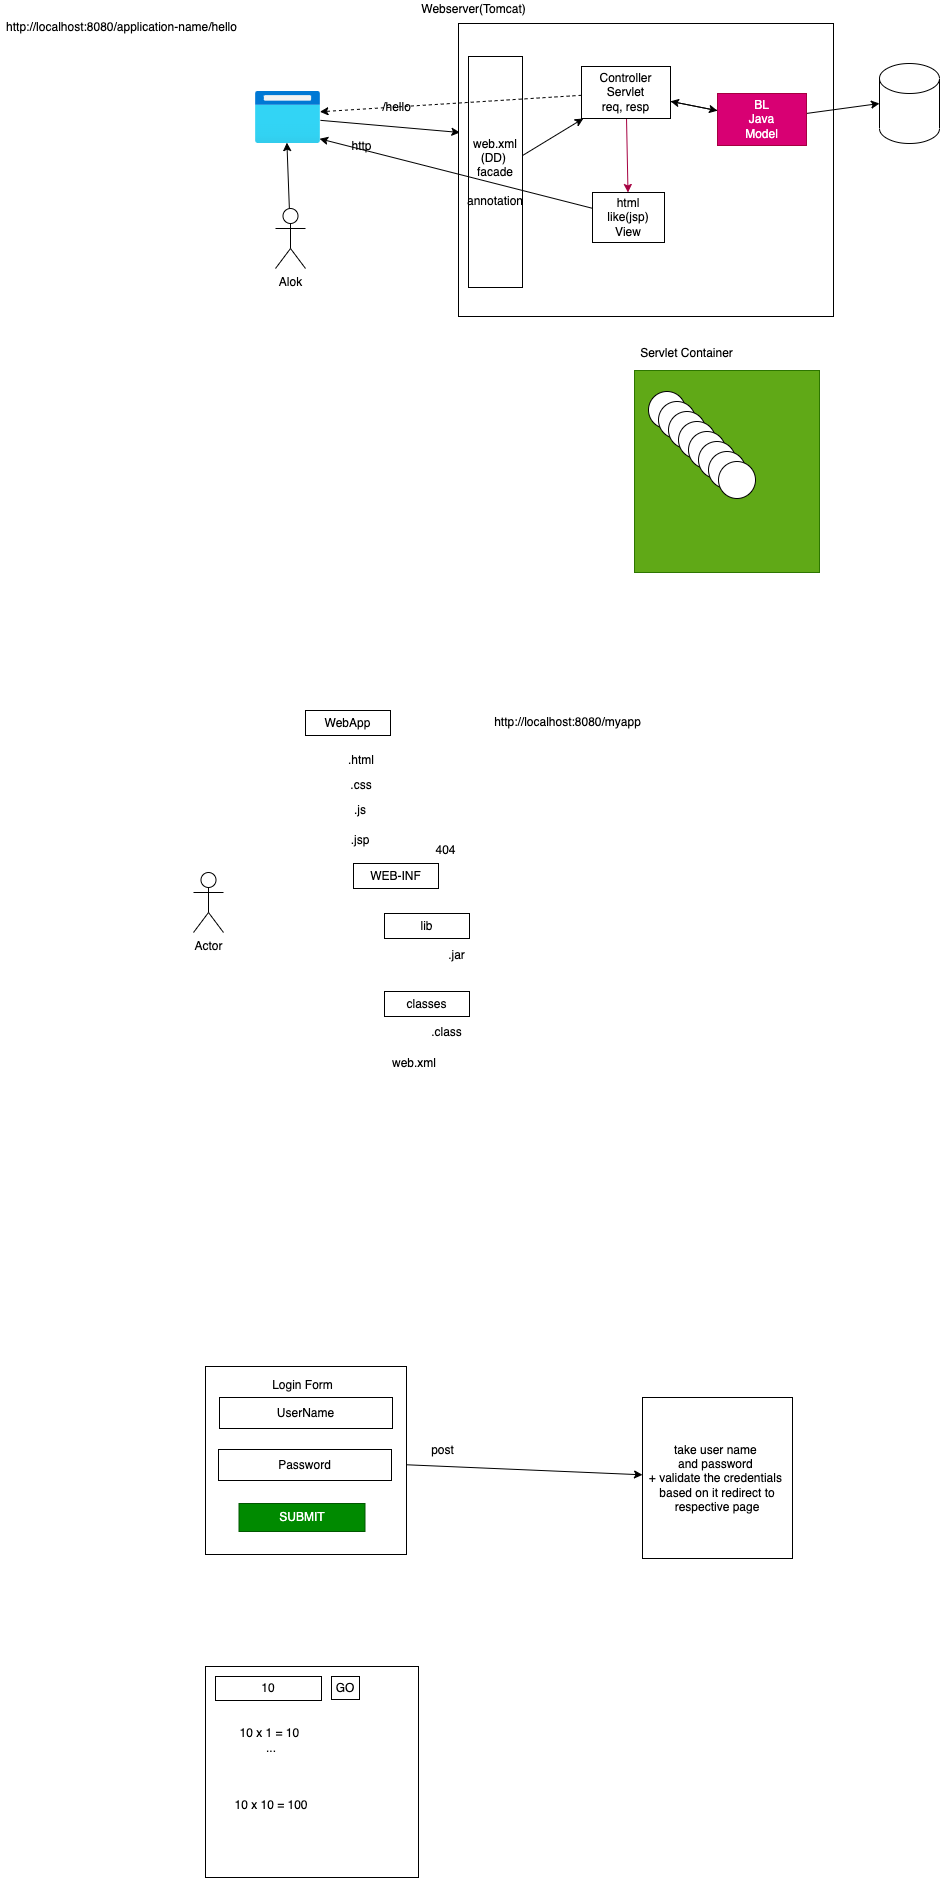 Webserver(Tomcat)
http://localhost:8080/application-name/hello
Controller
Servlet
req, resp
BL
Java
Model
/hello
http
web.xml
(DD)
facade
annotation
html
like(jsp)
View
Alok
Servlet Container
WebApp
http://localhost:8080/myapp
.html
.css
.js
.jsp
404
WEB-INF
lib
Actor
.jar
classes
.class
web.xml
Login Form
UserName
Password
SUBMIT
post
take user name
and password
+ validate the credentials
based on it redirect to
respective page
10
GO
10 x 1 = 10
...
10 x 10 = 100